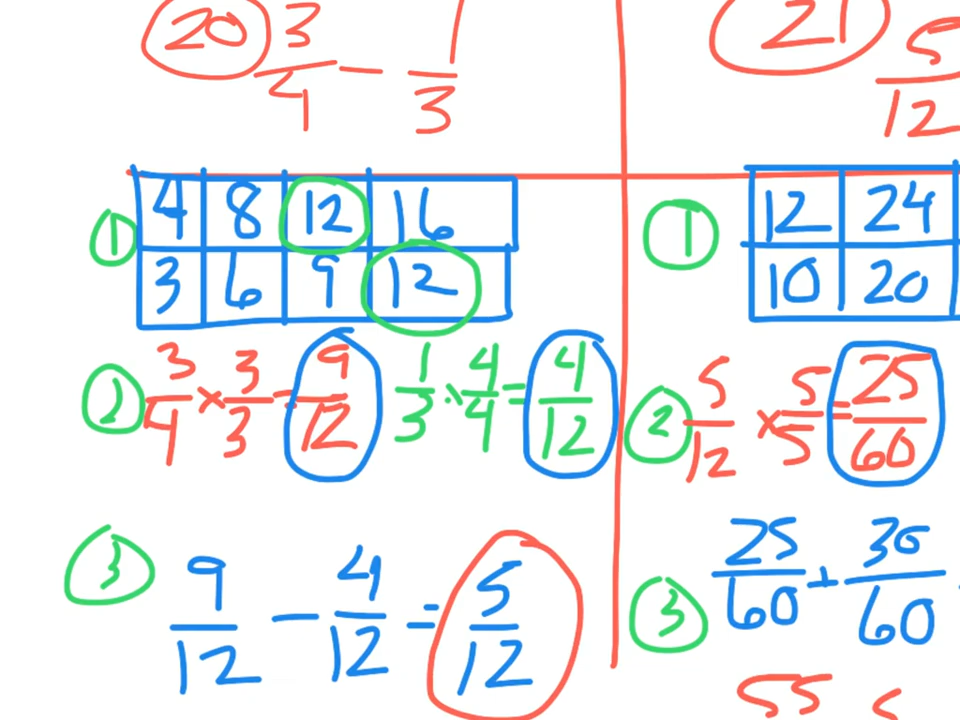 20 3/4 - 1/3
1
4 8 12 16
3 6 9 12
2 3/4 × 3/3 = 9/12 1/3 × 4/4 = 4/12
3 9/12 - 4/12 = 5/12
21 5/12
1
12 24
10 20
2 5/12 × 5/5 = 25/60
3 25/60 + 30/60
55 5